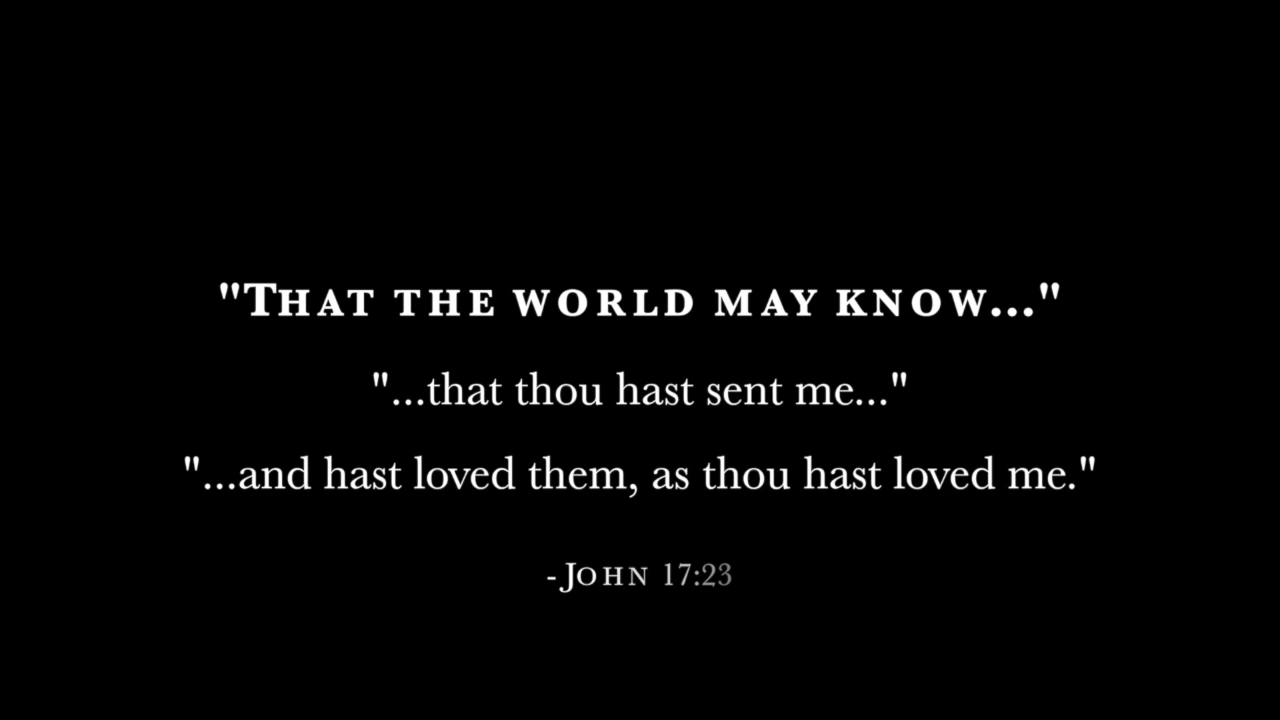 "That the world may know..."
"...that thou hast sent me..."
"...and hast loved them, as thou hast loved me."
-John 17:23